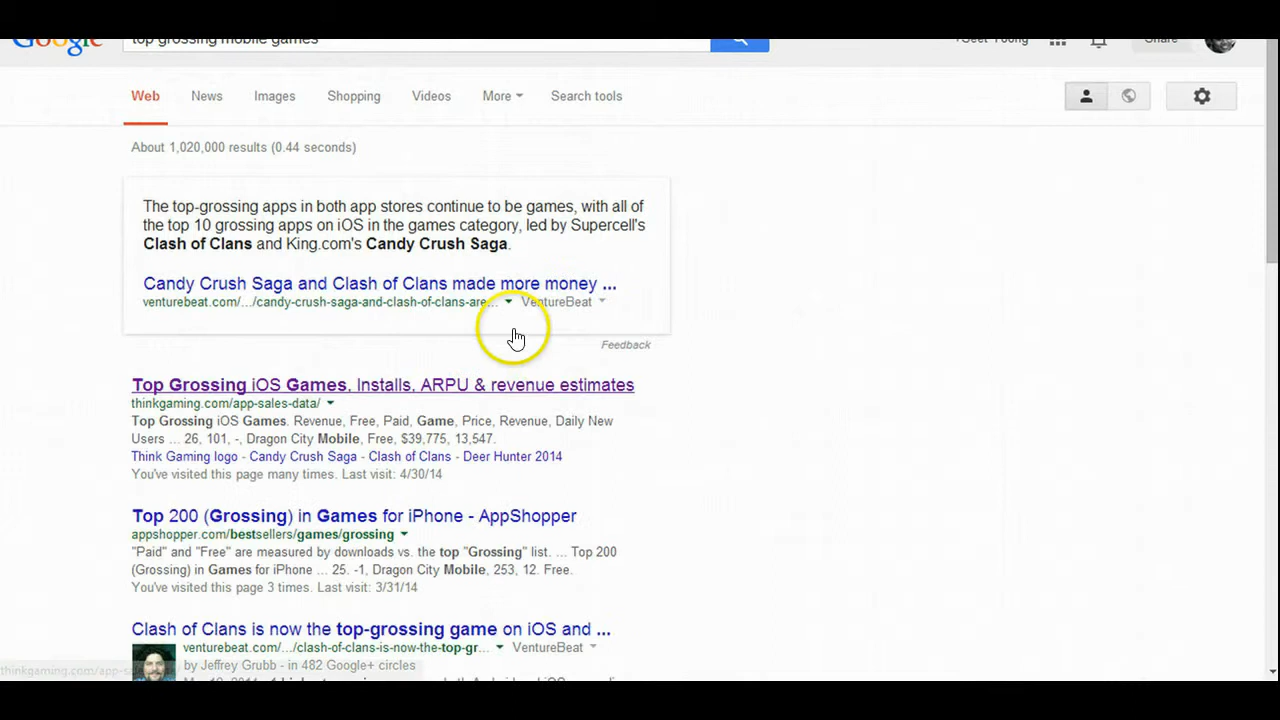 Google
top grossing mobile games
Share
Web News Images Shopping Videos More Search tools
About 1,020,000 results (0.44 seconds)
The top-grossing apps in both app stores continue to be games, with all of
the top 10 grossing apps on iOS in the games category, led by Supercell's
Clash of Clans and King.com's Candy Crush Saga.
Candy Crush Saga and Clash of Clans made more money ...
venturebeat.com/.../candy-crush-saga-and-clash-of-clans-are... VentureBeat
Feedback
Top Grossing iOS Games, Installs, ARPU & revenue estimates
thinkgaming.com/app-sales-data/
Top Grossing iOS Games. Revenue, Free, Paid, Game, Price, Revenue, Daily New
Users ... 26, 101, -, Dragon City Mobile, Free, $39,775, 13,547.
Think Gaming logo - Candy Crush Saga - Clash of Clans - Deer Hunter 2014
You've visited this page many times. Last visit: 4/30/14
Top 200 (Grossing) in Games for iPhone - AppShopper
appshopper.com/bestsellers/games/grossing
"Paid" and "Free" are measured by downloads vs. the top "Grossing" list. ... Top 200
(Grossing) in Games for iPhone ... 25. -1, Dragon City Mobile, 253, 12. Free.
You've visited this page 3 times. Last visit: 3/31/14
Clash of Clans is now the top-grossing game on iOS and ...
venturebeat.com/.../clash-of-clans-is-now-the-top-gr... VentureBeat
by Jeffrey Grubb - in 482 Google+ circles